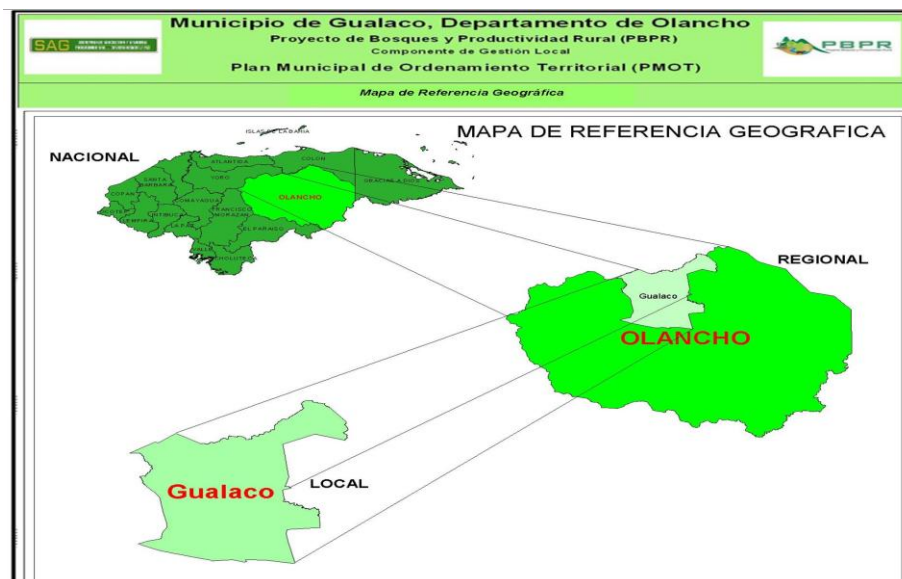 Municipio de Gualaco, Departamento de Olancho
Proyecto de Bosques y Productividad Rural (PBPR)
Componente de Gestión Local
Plan Municipal de Ordenamiento Territorial (PMOT)
Mapa de Referencia Geográfica
SAG
PBPR
MAPA DE REFERENCIA GEOGRAFICA
NACIONAL
ISLAS DE LA BAHIA
ATLANTIDA
COLON
YORO
SANTA
BARBARA
COPAN
OLANCHO
COMAYAGUA
FRANCISCO
MORAZAN
INTIBUCA
LEMPIRA
LA PAZ
EL PARAISO
VALLE
CHOLUTECA
REGIONAL
Gualaco
OLANCHO
Gualaco
LOCAL